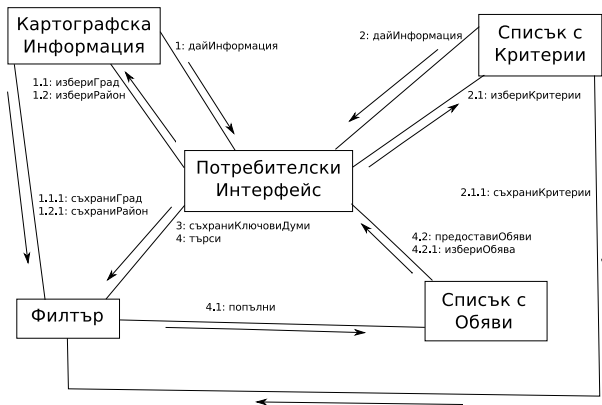 Картографска
Информация
1: дайИнформация
2: дайИнформация
Списък с
Критерии
1.1: избериГрад
1.2: избериРайон
2.1: избериКритерии
Потребителски
Интерфейс
1.1.1: съхраниГрад
1.2.1: съхраниРайон
2.1.1: съхраниКритерии
3: съхраниКлючовиДуми
4: търси
4.2: предоставиОбяви
4.2.1: избериОбява
Филтър
4.1: попълни
Списък с
Обяви